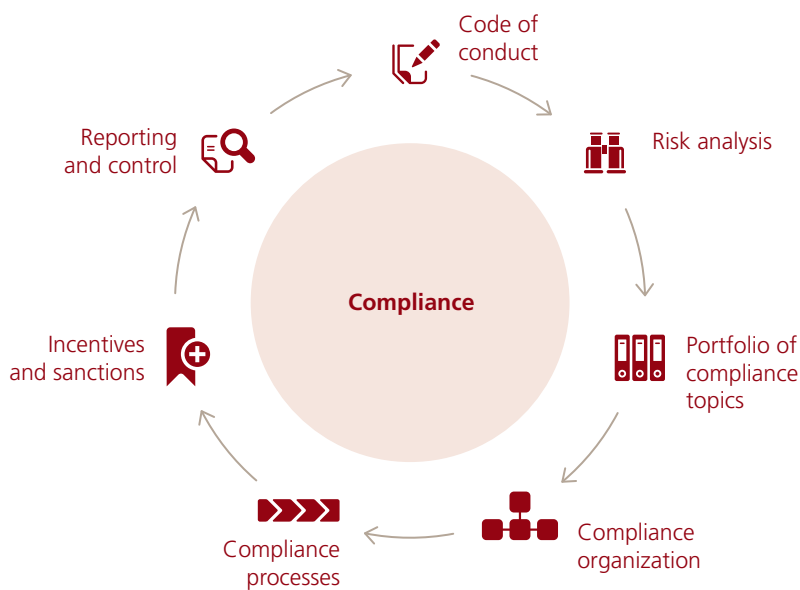 Code of
conduct
Risk analysis
Portfolio of
compliance
topics
Compliance
organization
Compliance
processes
Incentives
and sanctions
Reporting
and control
Compliance